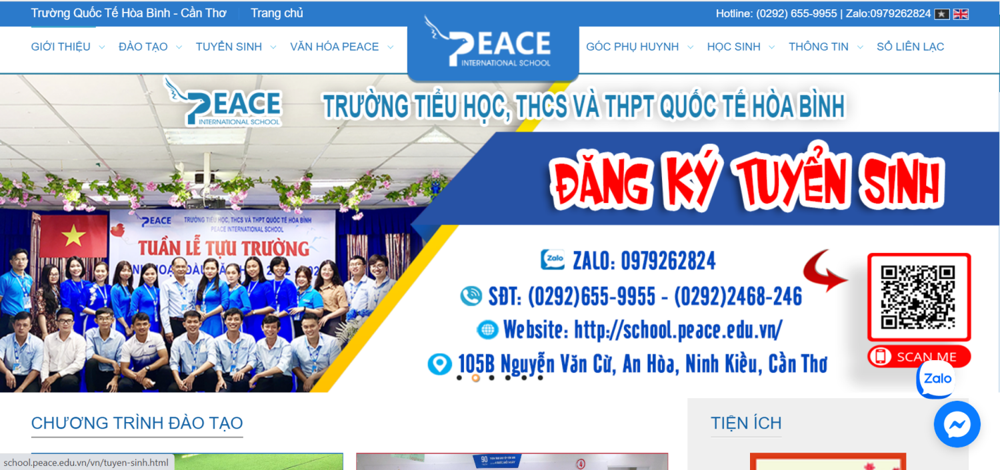 Trường Quốc Tế Hòa Bình - Cần Thơ
Trang chủ
Hotline: (0292) 655-9955 | Zalo:0979262824
GIỚI THIỆU
ĐÀO TẠO
TUYỂN SINH
VĂN HÓA PEACE
PEACE
INTERNATIONAL SCHOOL
GÓC PHỤ HUYNH
HỌC SINH
THÔNG TIN
SỔ LIÊN LẠC
PEACE
INTERNATIONAL SCHOOL
TRƯỜNG TIỂU HỌC, THCS VÀ THPT QUỐC TẾ HÒA BÌNH
ĐĂNG KÝ TUYỂN SINH
PEACE
TRƯỜNG TIỂU HỌC, THCS VÀ THPT QUỐC TẾ HÒA BÌNH
PEACE INTERNATIONAL SCHOOL
TUẦN LỄ TỰU TRƯỜNG
Zalo
ZALO: 0979262824
SĐT: (0292)655-9955 - (0292)2468-246
Website: http://school.peace.edu.vn/
105B Nguyễn Văn Cừ, An Hòa, Ninh Kiều, Cần Thơ
SCAN ME
Zalo
CHƯƠNG TRÌNH ĐÀO TẠO
TIỆN ÍCH
school.peace.edu.vn/vn/tuyen-sinh.html
90
4